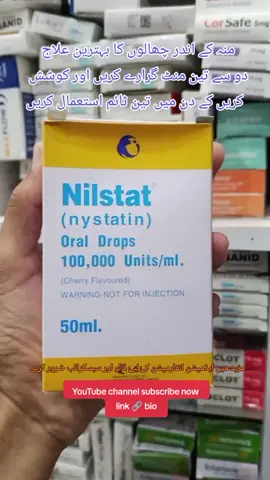 CorSafe
منہ کے اندر چھالوں کا بہترین علاج
دو سے تین منٹ گزارے کریں اور کوشش
کریں کے دن میں تین ٹائم استعمال کریں
Nilstat
(nystatin)
Oral Drops
100,000 Units/ml.
(Cherry Flavoured)
WARNING-NOT FOR INJECTION
50ml.
YouTube channel subscribe now
link 🔗 bio